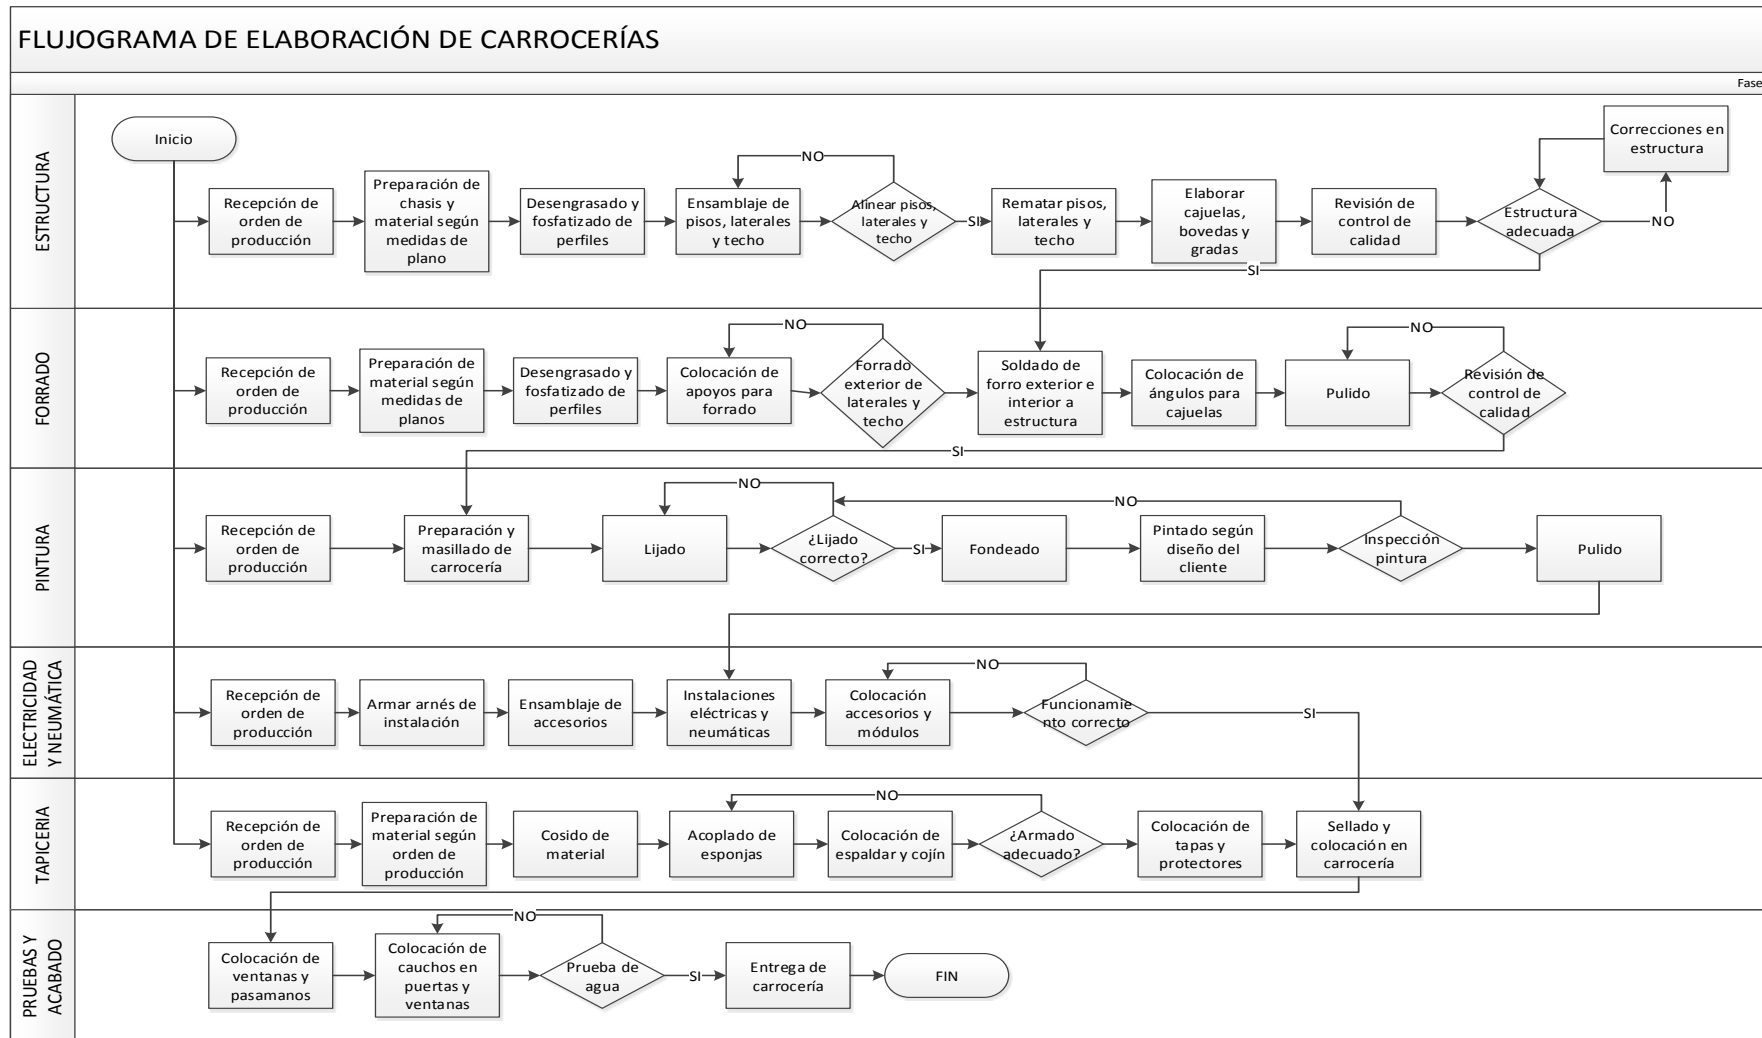 FLUJOGRAMA DE ELABORACIÓN DE CARROCERÍAS
Fase
ESTRUCTURA
Inicio
Recepción de
orden de
producción
Preparación de
chasis y
material según
medidas de
plano
Desengrasado y
fosfatizado de
perfiles
Ensamblaje de
pisos, laterales
y techo
NO
Alinear pisos,
laterales y
techo
SI
Rematar pisos,
laterales y
techo
Elaborar
cajuelas,
bovedas y
gradas
Revisión de
control de
calidad
Estructura
adecuada
NO
Correcciones en
estructura
SI
FORRADO
Recepción de
orden de
producción
Preparación de
material según
medidas de
planos
Desengrasado y
fosfatizado de
perfiles
Colocación de
apoyos para
forrado
NO
Forrado
exterior de
laterales y
techo
Soldado de
forro exterior e
interior a
estructura
Colocación de
ángulos para
cajuelas
Pulido
NO
Revisión de
control de
calidad
SI
PINTURA
Recepción de
orden de
producción
Preparación y
masillado de
carrocería
Lijado
NO
¿Lijado
correcto?
SI
Fondeado
Pintado según
diseño del
cliente
NO
Inspección
pintura
Pulido
ELECTRICIDAD
Y NEUMÁTICA
Recepción de
orden de
producción
Armar arnés de
instalación
Ensamblaje de
accesorios
Instalaciones
eléctricas y
neumáticas
Colocación
accesorios y
módulos
NO
Funcionamie
nto correcto
SI
TAPICERIA
Recepción de
orden de
producción
Preparación de
material según
orden de
producción
Cosido de
material
Acoplado de
esponjas
Colocación de
espaldar y cojín
NO
¿Armado
adecuado?
Colocación de
tapas y
protectores
Sellado y
colocación en
carrocería
PRUEBAS Y
ACABADO
Colocación de
ventanas y
pasamanos
Colocación de
cauchos en
puertas y
ventanas
NO
Prueba de
agua
SI
Entrega de
carrocería
FIN